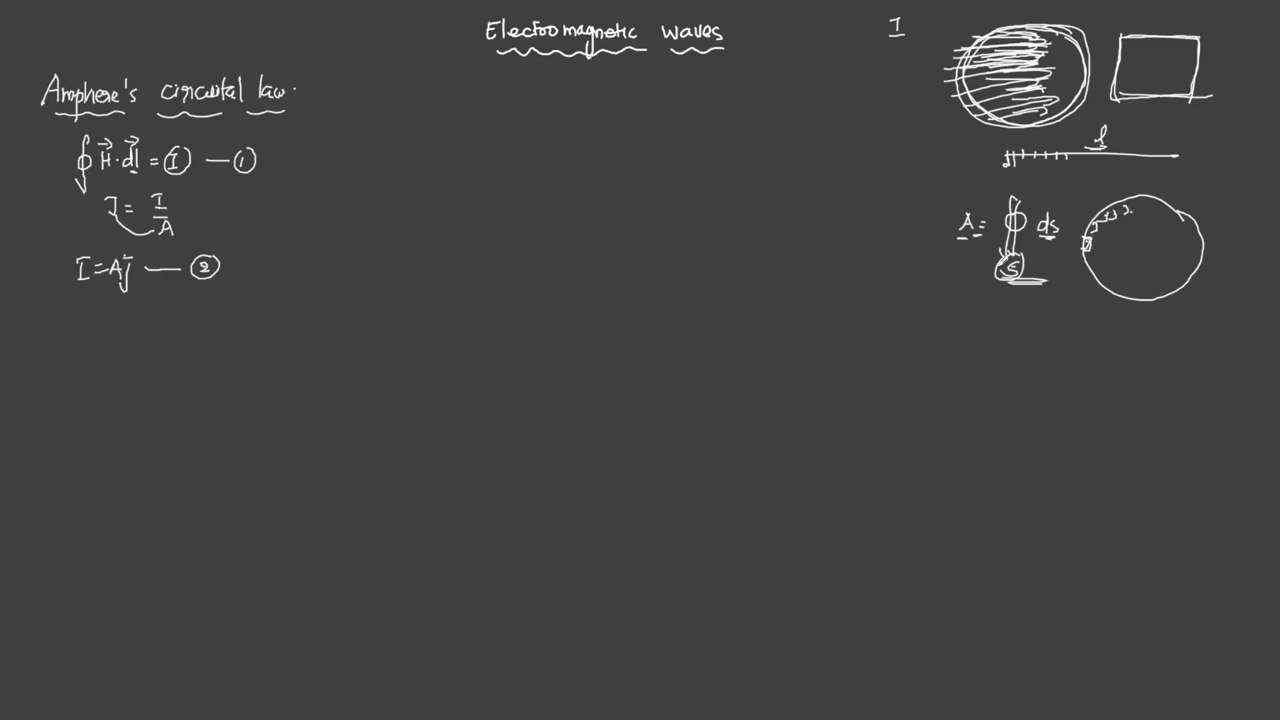 Electromagnetic waves
I
Amphere's circuital law.
∮ H⃗·dl⃗ = I — ①
J = I/A
I = Aj — ②
l
A = ∮ ds
S